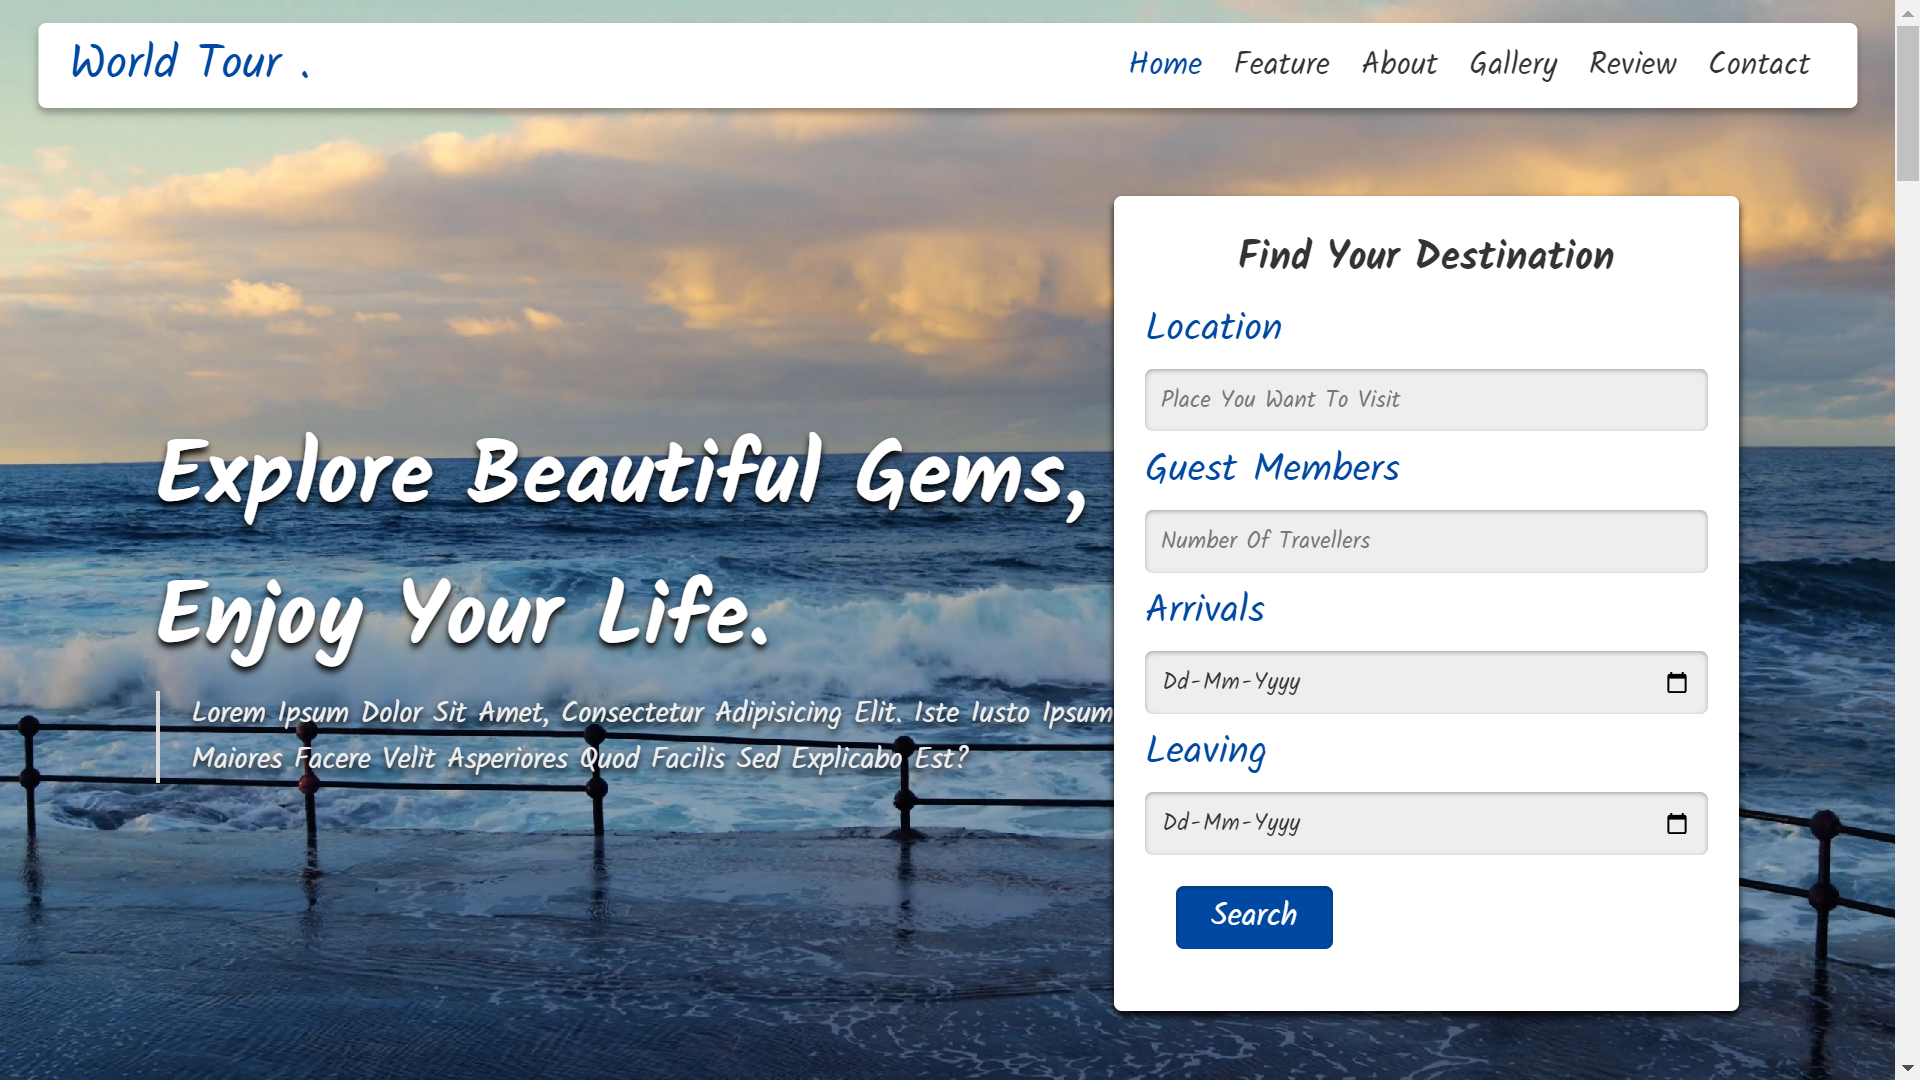 World Tour .
Home Feature About Gallery Review Contact
Explore Beautiful Gems,
Enjoy Your Life.
Lorem Ipsum Dolor Sit Amet, Consectetur Adipisicing Elit. Iste Iusto Ipsum
Maiores Facere Velit Asperiores Quod Facilis Sed Explicabo Est?
Find Your Destination
Location
Place You Want To Visit
Guest Members
Number Of Travellers
Arrivals
Dd-Mm-Yyyy
Leaving
Dd-Mm-Yyyy
Search